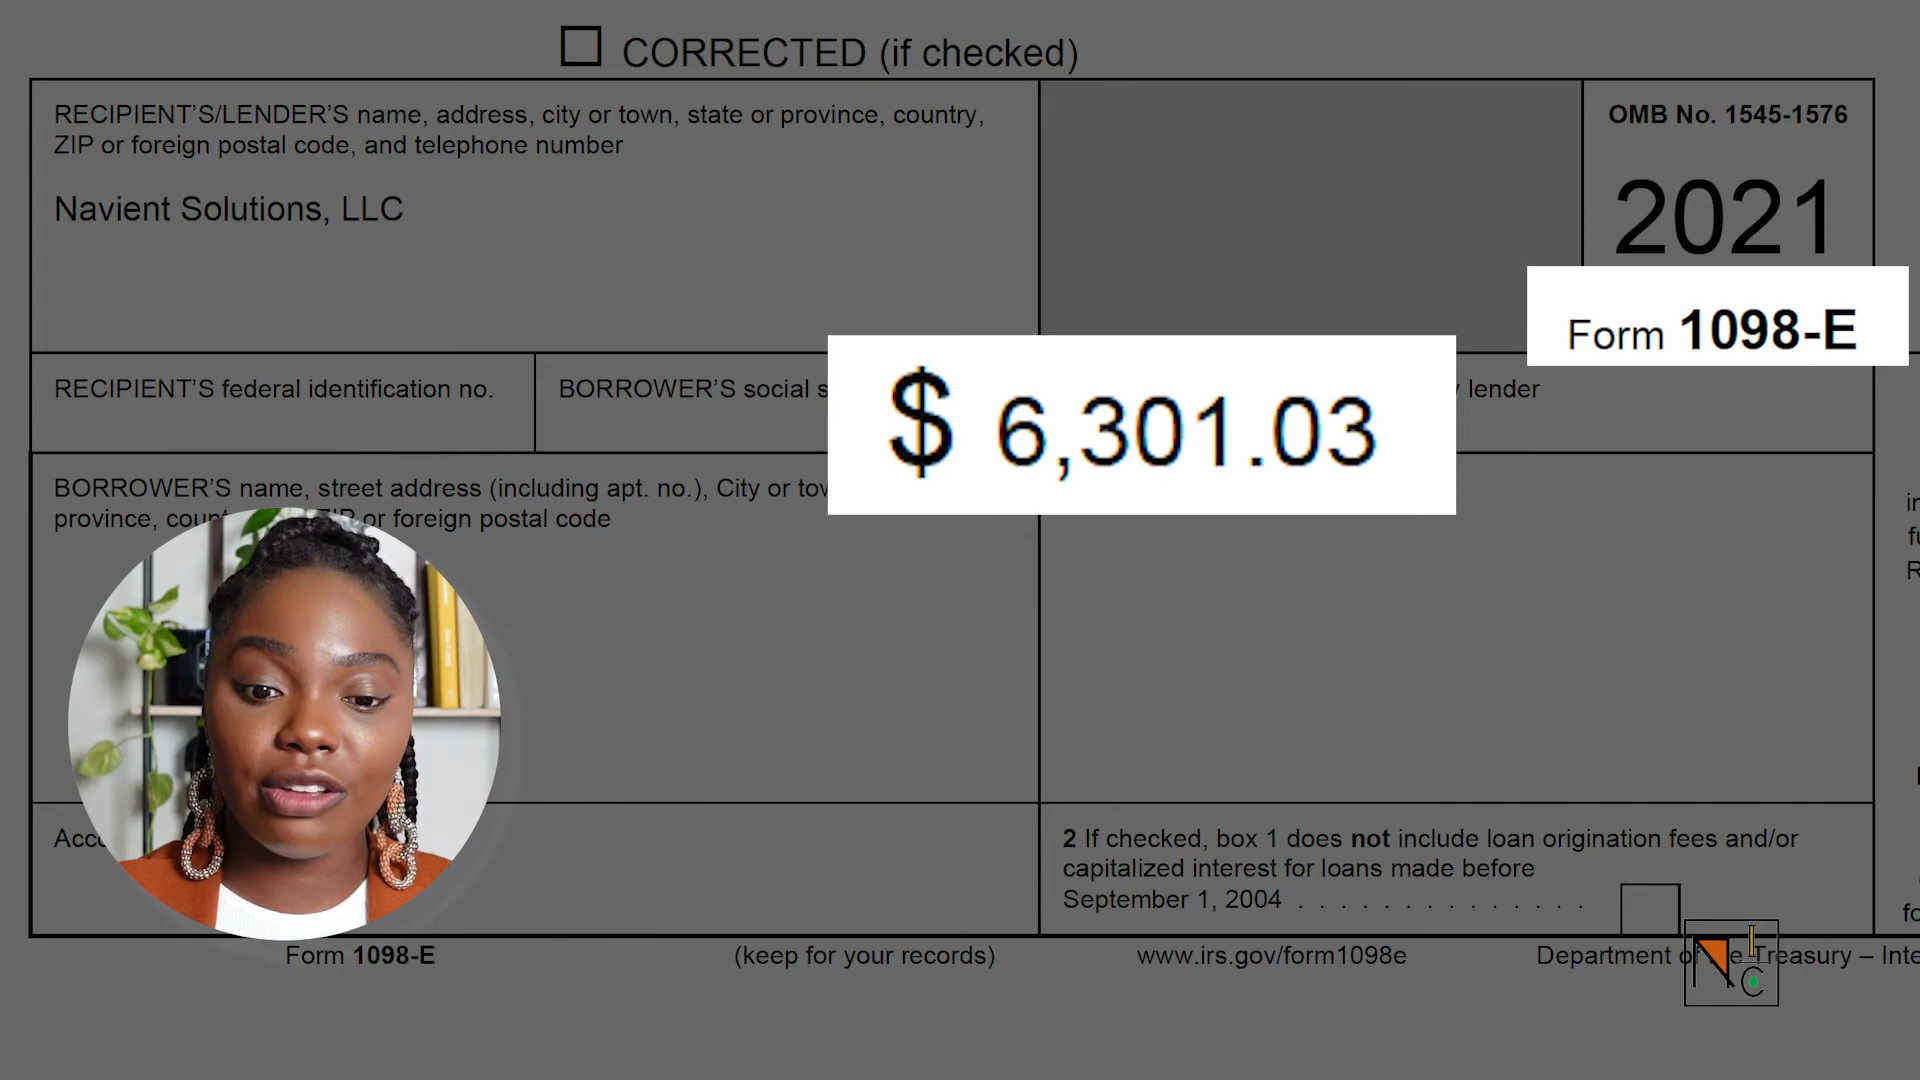 CORRECTED (if checked)
RECIPIENT’S/LENDER’S name, address, city or town, state or province, country,
ZIP or foreign postal code, and telephone number
Navient Solutions, LLC
OMB No. 1545-1576
2021
Form 1098-E
$ 6,301.03
RECIPIENT’S federal identification no.
BORROWER’S social
lender
BORROWER’S name, street address (including apt. no.), City or
province,
or foreign postal code
2 If checked, box 1 does not include loan origination fees and/or
capitalized interest for loans made before
September 1, 2004 . . . . . . . . . . . . . .
Form 1098-E
(keep for your records)
www.irs.gov/form1098e
Department
Treasury –